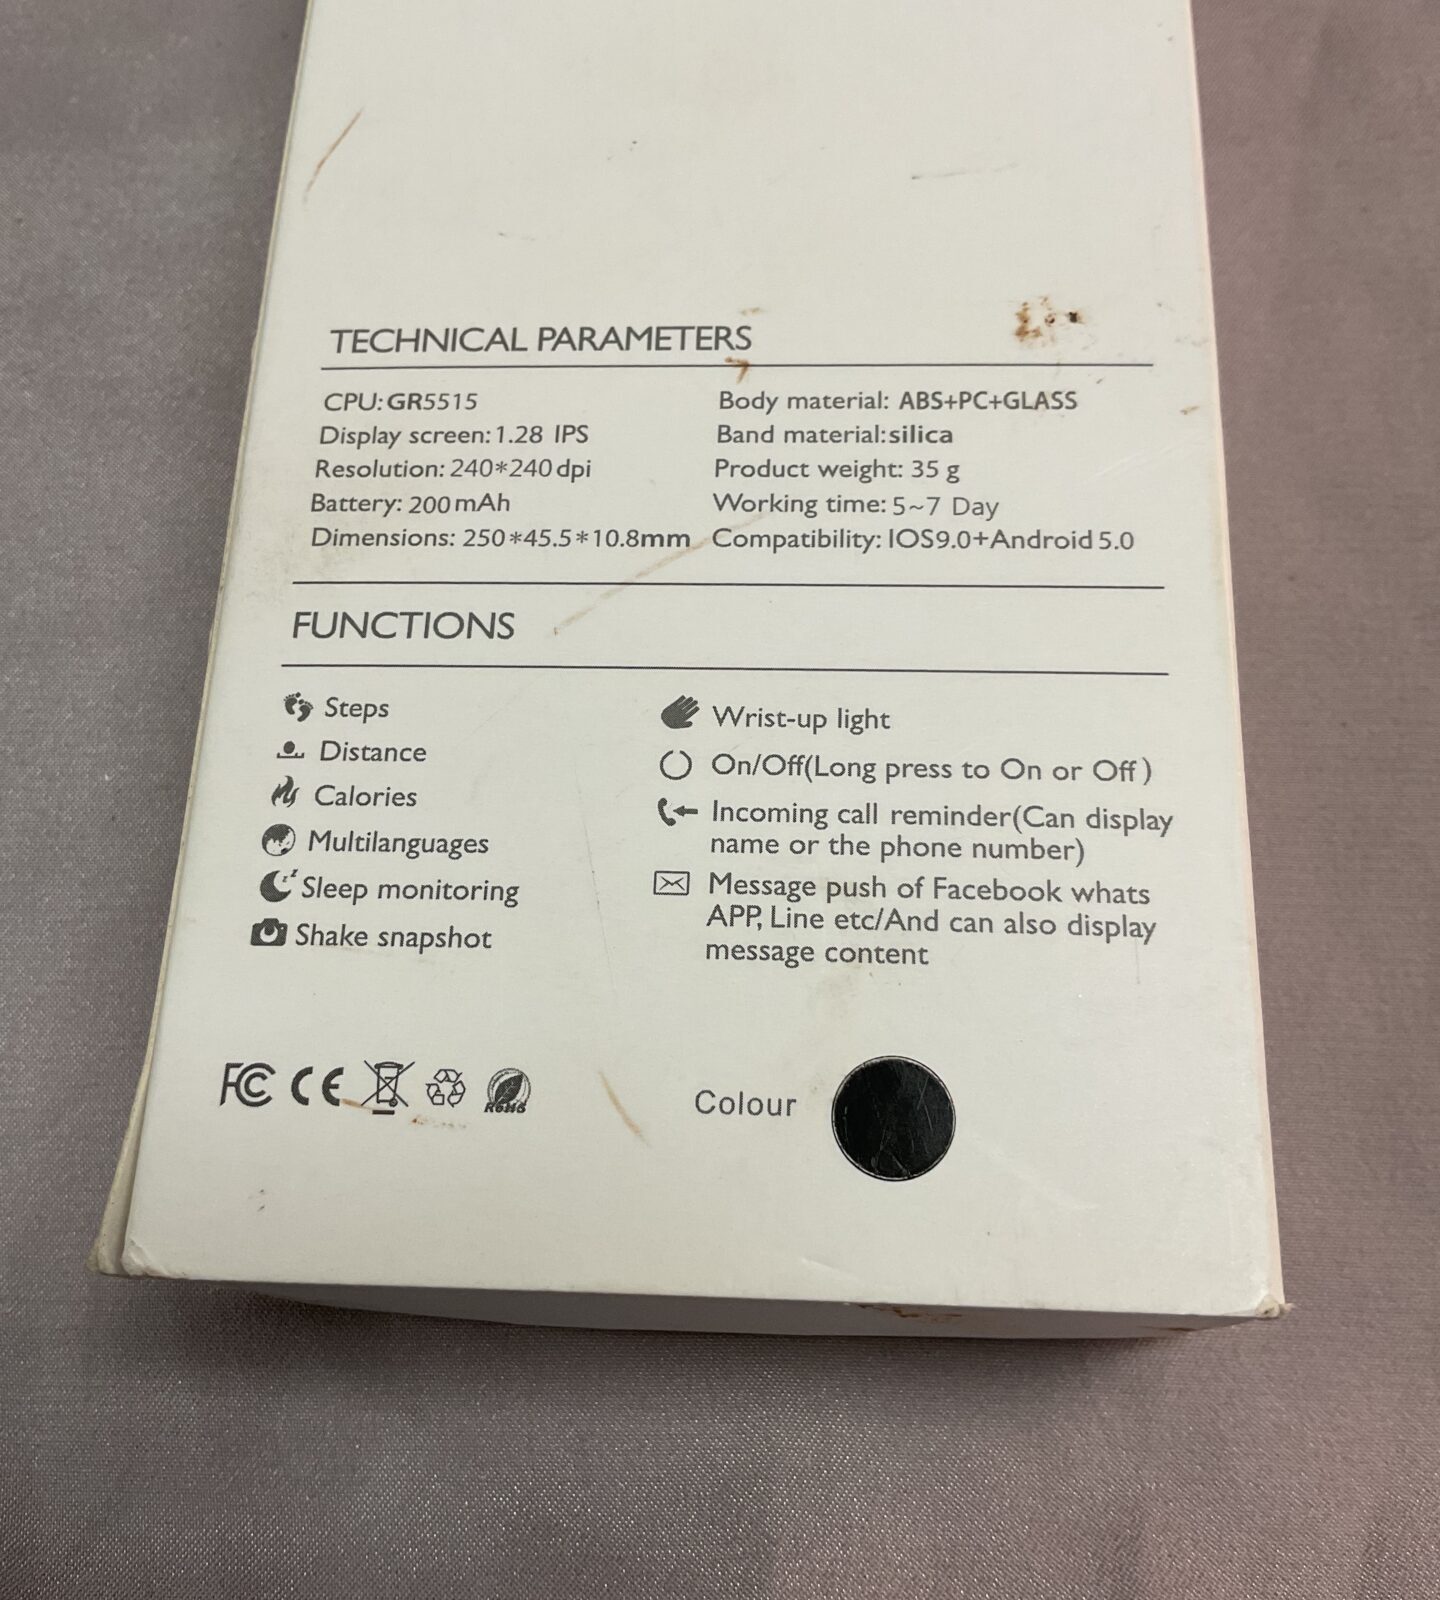 TECHNICAL PARAMETERS
CPU: GR5515
Display screen: 1.28 IPS
Resolution: 240*240 dpi
Battery: 200 mAh
Dimensions: 250*45.5*10.8mm
Body material: ABS+PC+GLASS
Band material: silica
Product weight: 35 g
Working time: 5~7 Day
Compatibility: IOS9.0+Android 5.0
FUNCTIONS
Steps
Distance
Calories
Multilanguages
Sleep monitoring
Shake snapshot
Wrist-up light
On/Off(Long press to On or Off )
Incoming call reminder(Can display
name or the phone number)
Message push of Facebook whats
APP, Line etc/And can also display
message content
FC CE RoHS
Colour